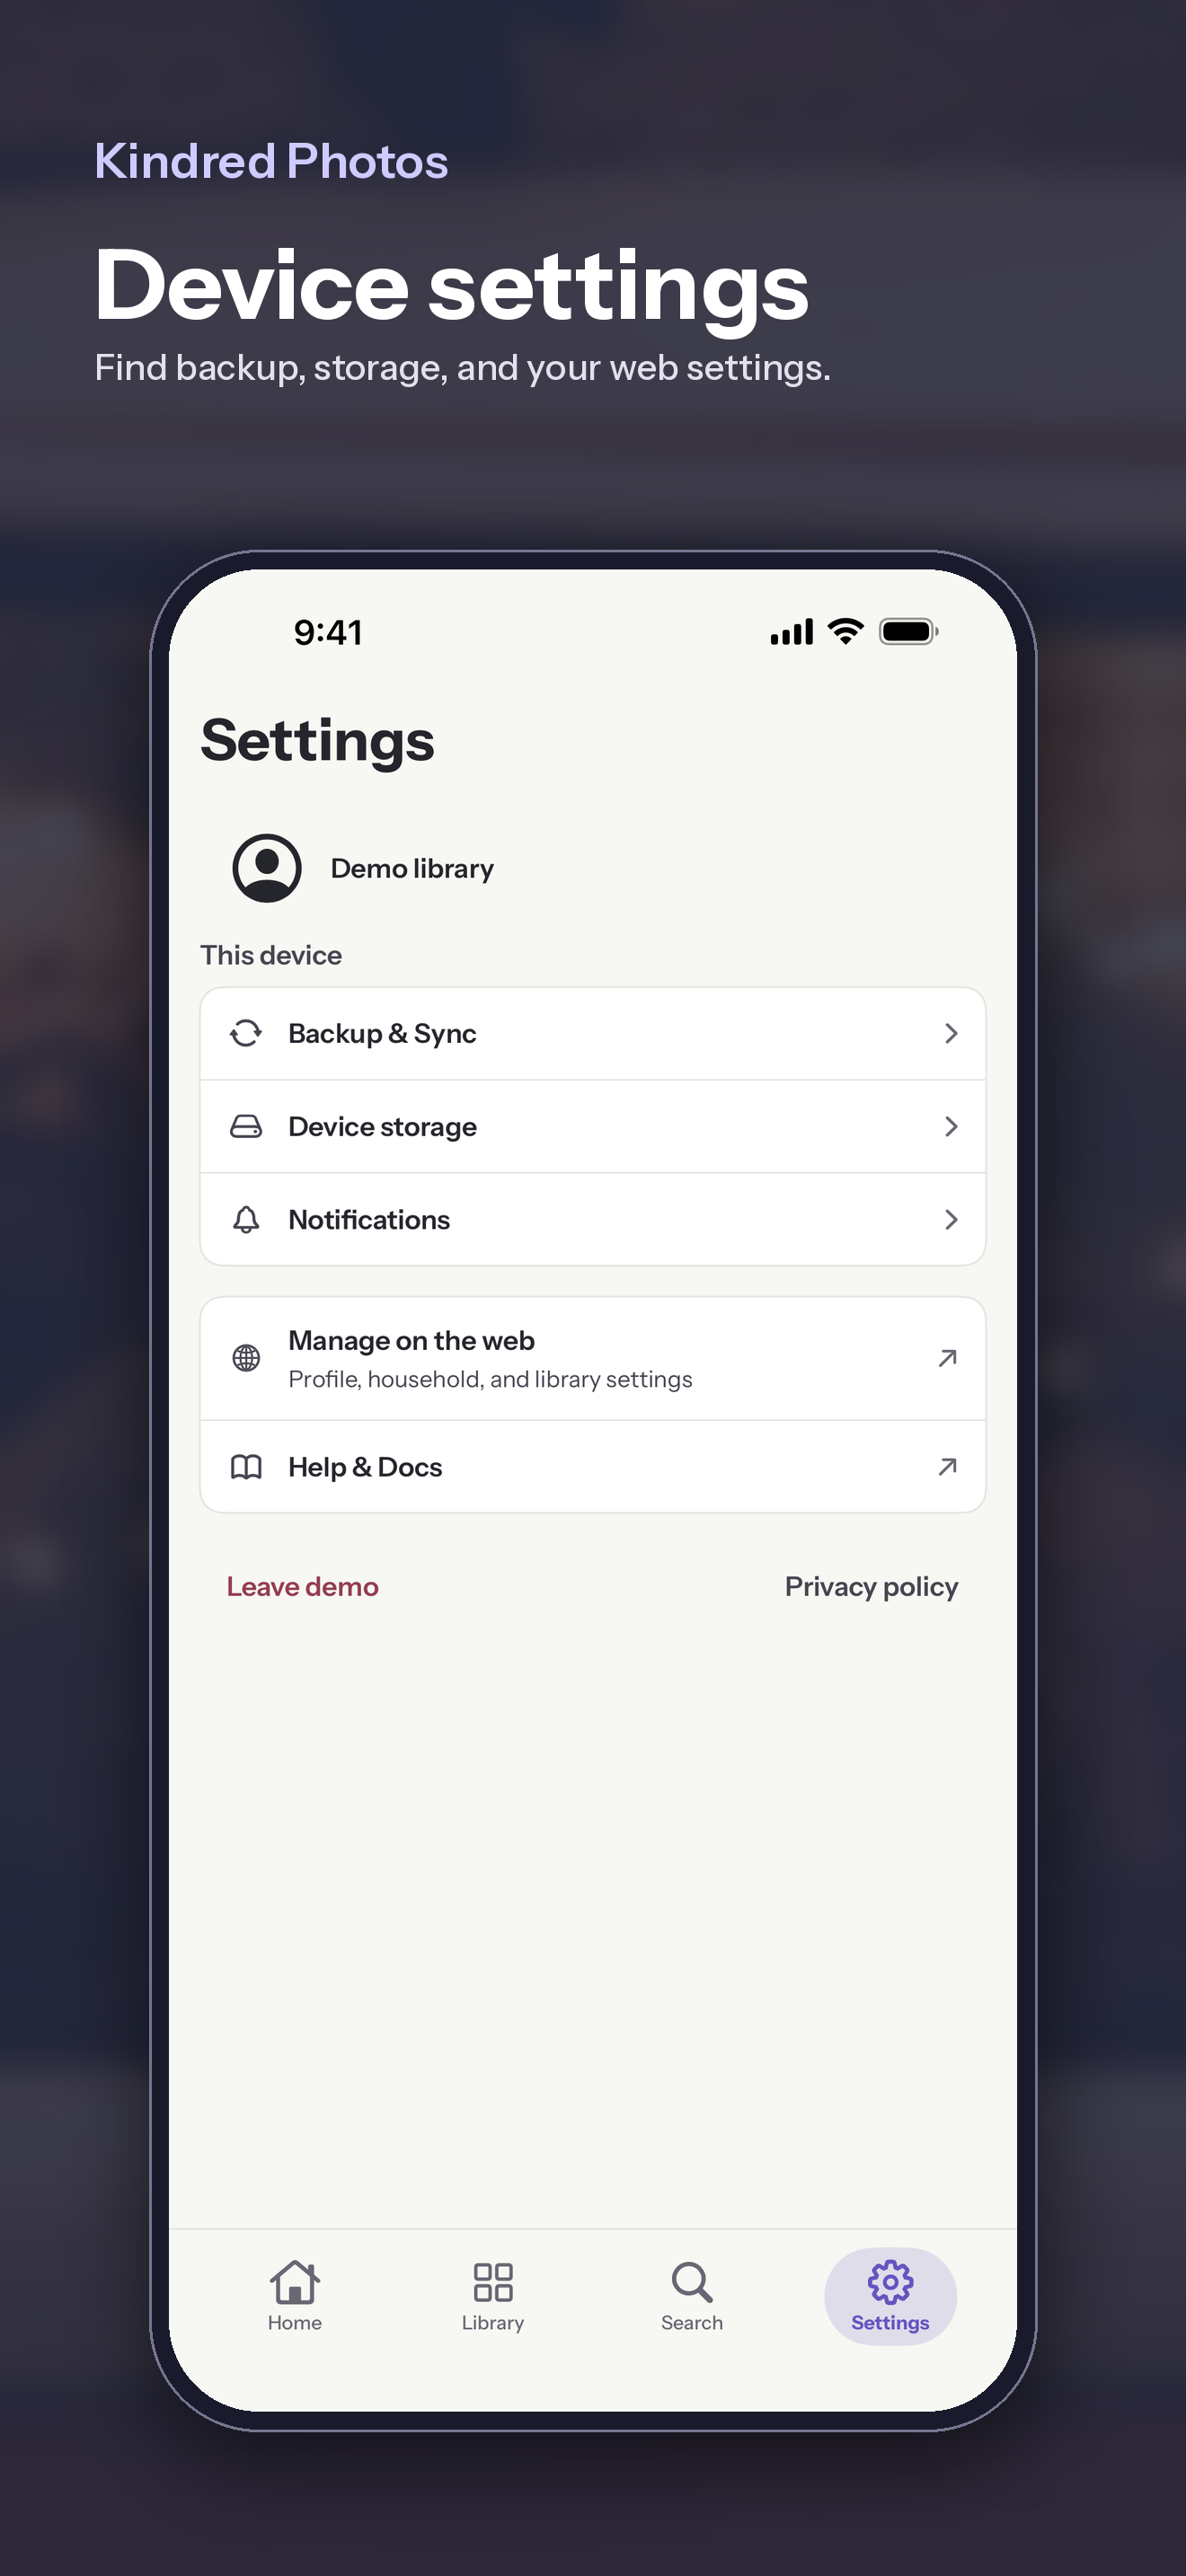 Kindred Photos
Device settings
Find backup, storage, and your web settings.
9:41
Settings
Demo library
This device
Backup & Sync
Device storage
Notifications
Manage on the web
Profile, household, and library settings
Help & Docs
Leave demo
Privacy policy
Home
Library
Search
Settings